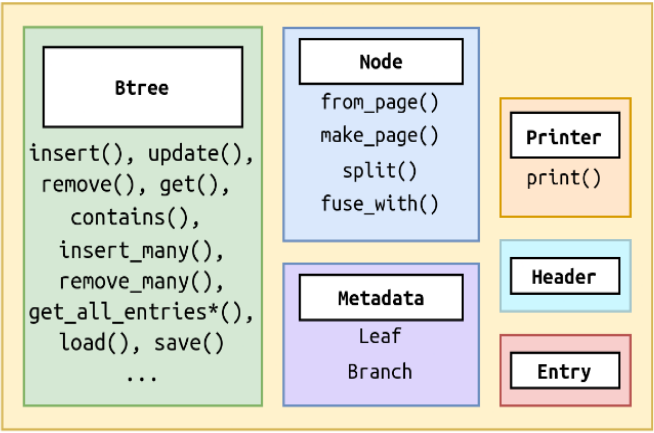 Btree
insert(), update(),
remove(), get(),
contains(),
insert_many(),
remove_many(),
get_all_entries*(),
load(), save()
...
Node
from_page()
make_page()
split()
fuse_with()
Metadata
Leaf
Branch
Printer
print()
Header
Entry